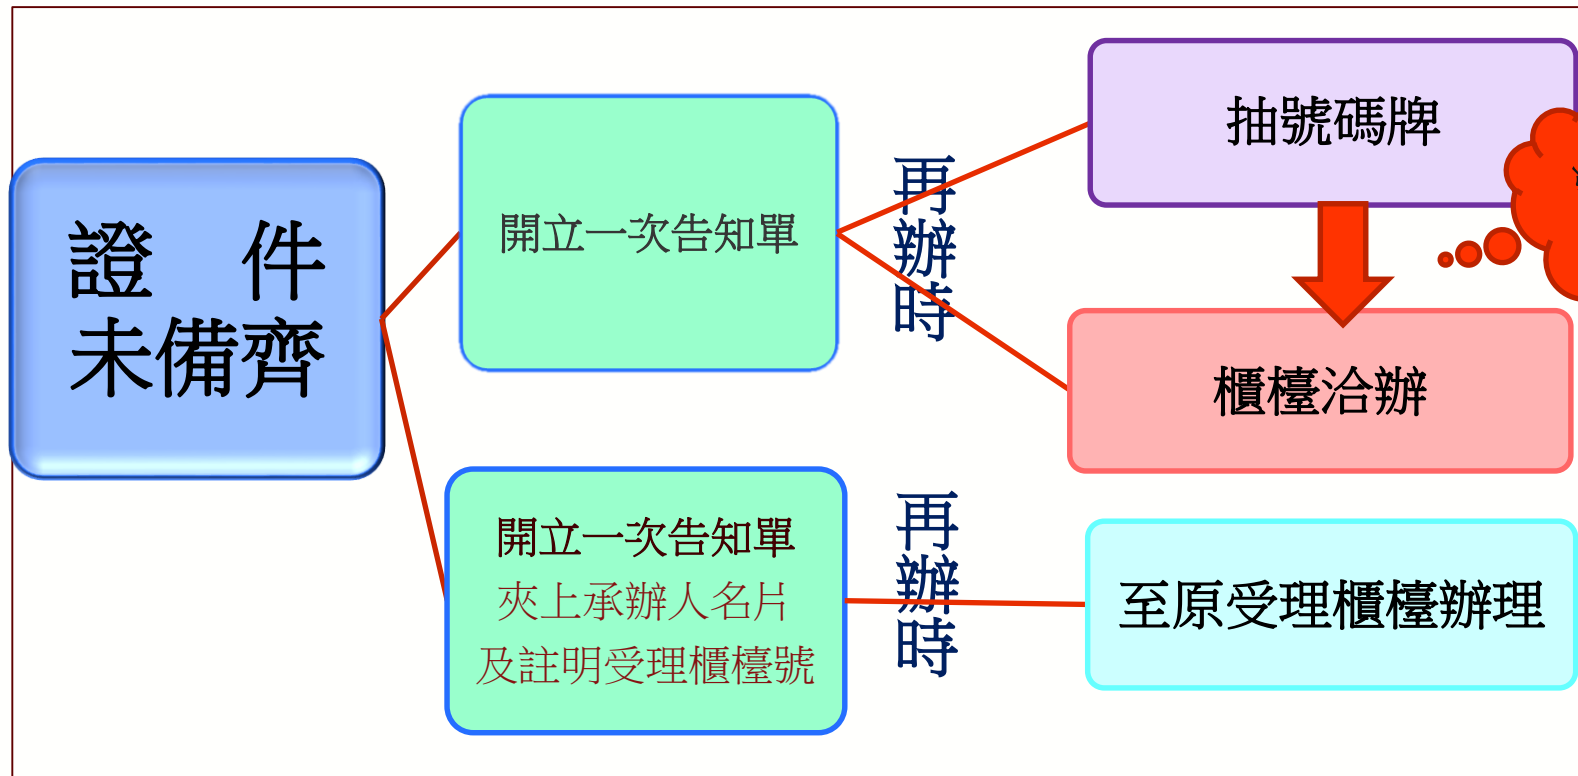 證　件
未備齊
開立一次告知單
再辦時
抽號碼牌
櫃檯洽辦
開立一次告知單
夾上承辦人名片
及註明受理櫃檯號
再辦時
至原受理櫃檯辦理